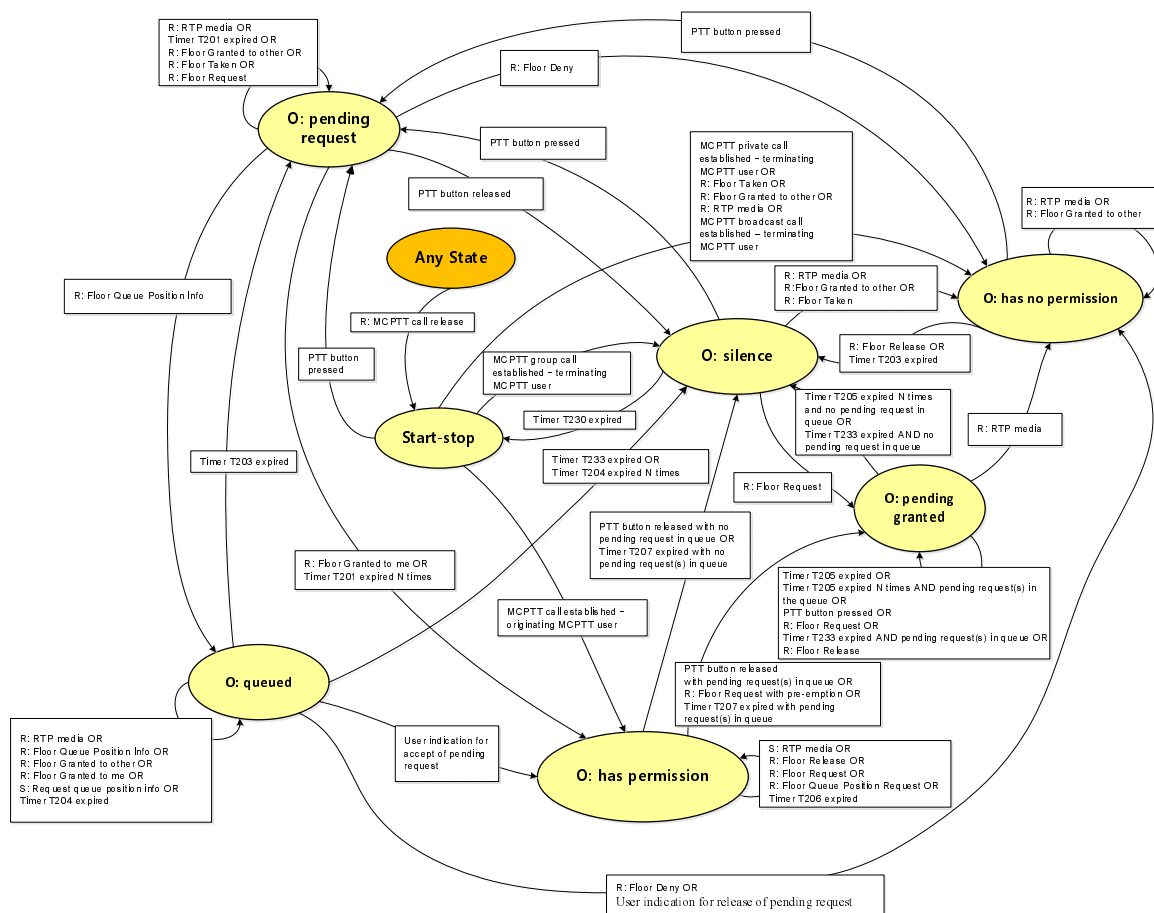 R: RTP media OR
Timer T201 expired OR
R: Floor Granted to other OR
R: Floor Taken OR
R: Floor Request
PTT button pressed
R: Floor Deny
O: pending
request
PTT button pressed
MCPTT private call
established – terminating
MCPTT user OR
R: Floor Taken OR
R: Floor Granted to other OR
R: RTP media OR
MCPTT broadcast call
established – terminating
MCPTT user
PTT button released
R: RTP media OR
R: Floor Granted to other
Any State
R: RTP media OR
R:Floor Granted to other OR
R: Floor Taken
O: has no permission
R: Floor Queue Position Info
R: MCPTT call release
R: Floor Release OR
Timer T203 expired
PTT button
pressed
MCPTT group call
established – terminating
MCPTT user
O: silence
Timer T205 expired N times
and no pending request in
queue OR
Timer T233 expired AND no
pending request in queue
Timer T230 expired
R: RTP media
Start-stop
Timer T203 expired
Timer T233 expired OR
Timer T204 expired N times
R: Floor Request
O: pending
granted
PTT button released with no
pending request in queue OR
Timer T207 expired with no
pending request(s) in queue
R: Floor Granted to me OR
Timer T201 expired N times
Timer T205 expired OR
Timer T205 expired N times AND pending request(s) in
the queue OR
PTT button pressed OR
R: Floor Request OR
Timer T233 expired AND pending request(s) in queue OR
R: Floor Release
MCPTT call established –
originating MCPTT user
O: queued
PTT button released
with pending request(s) in queue OR
R: Floor Request with pre-emption OR
Timer T207 expired with pending
request(s) in queue
R: RTP media OR
R: Floor Queue Position Info OR
R: Floor Granted to other OR
R: Floor Granted to me OR
S: Request queue position info OR
Timer T204 expired
User indication for
accept of pending
request
O: has permission
S: RTP media OR
R: Floor Release OR
R: Floor Request OR
R: Floor Queue Position Request OR
Timer T206 expired
R: Floor Deny OR
User indication for release of pending request